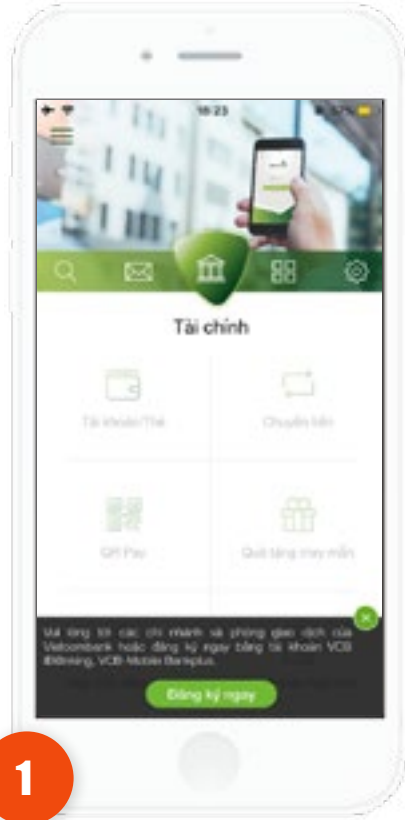 18:23
57%
Tài chính
Tài khoản/Thẻ
Chuyển tiền
QR Pay
Quà tặng may mắn
Vui lòng tới các chi nhánh và phòng giao dịch của
Vietcombank hoặc đăng ký ngay bằng tài khoản VCB
iB@nking, VCB-Mobile Bankplus.
Đăng ký ngay
1